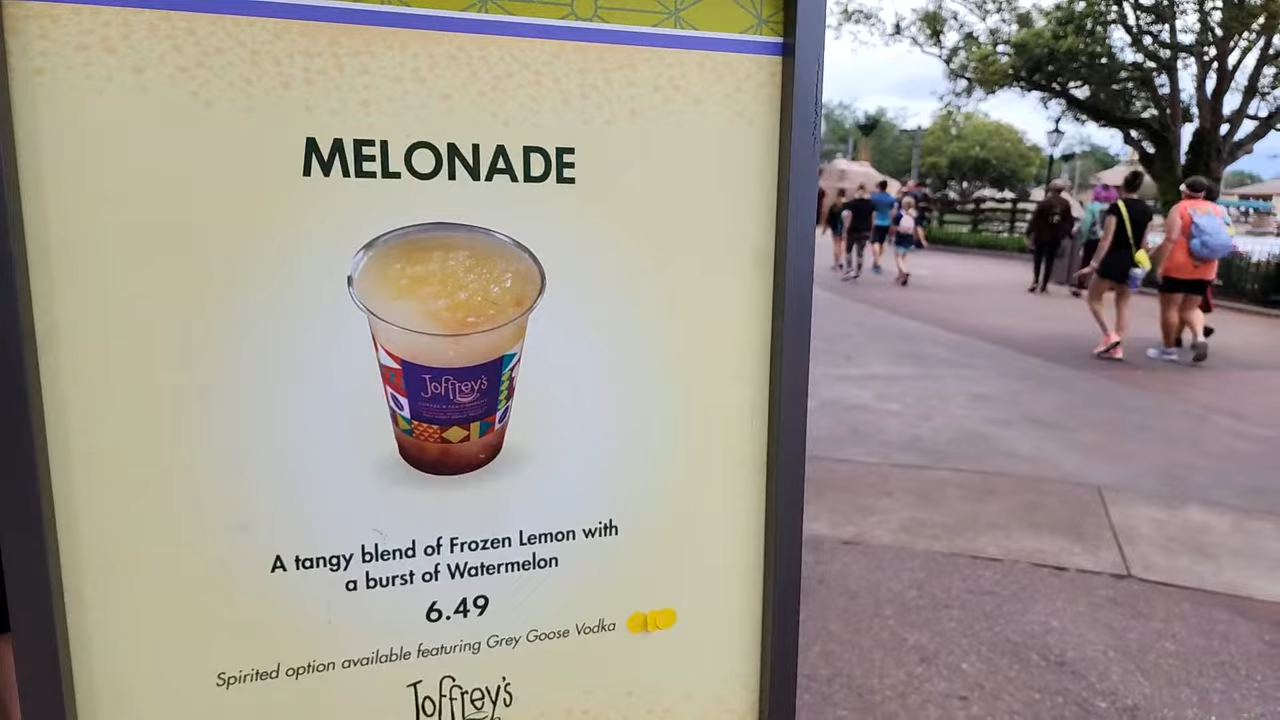 MELONADE
Joffrey's
A tangy blend of Frozen Lemon with
a burst of Watermelon
6.49
Spirited option available featuring Grey Goose Vodka
Joffrey's